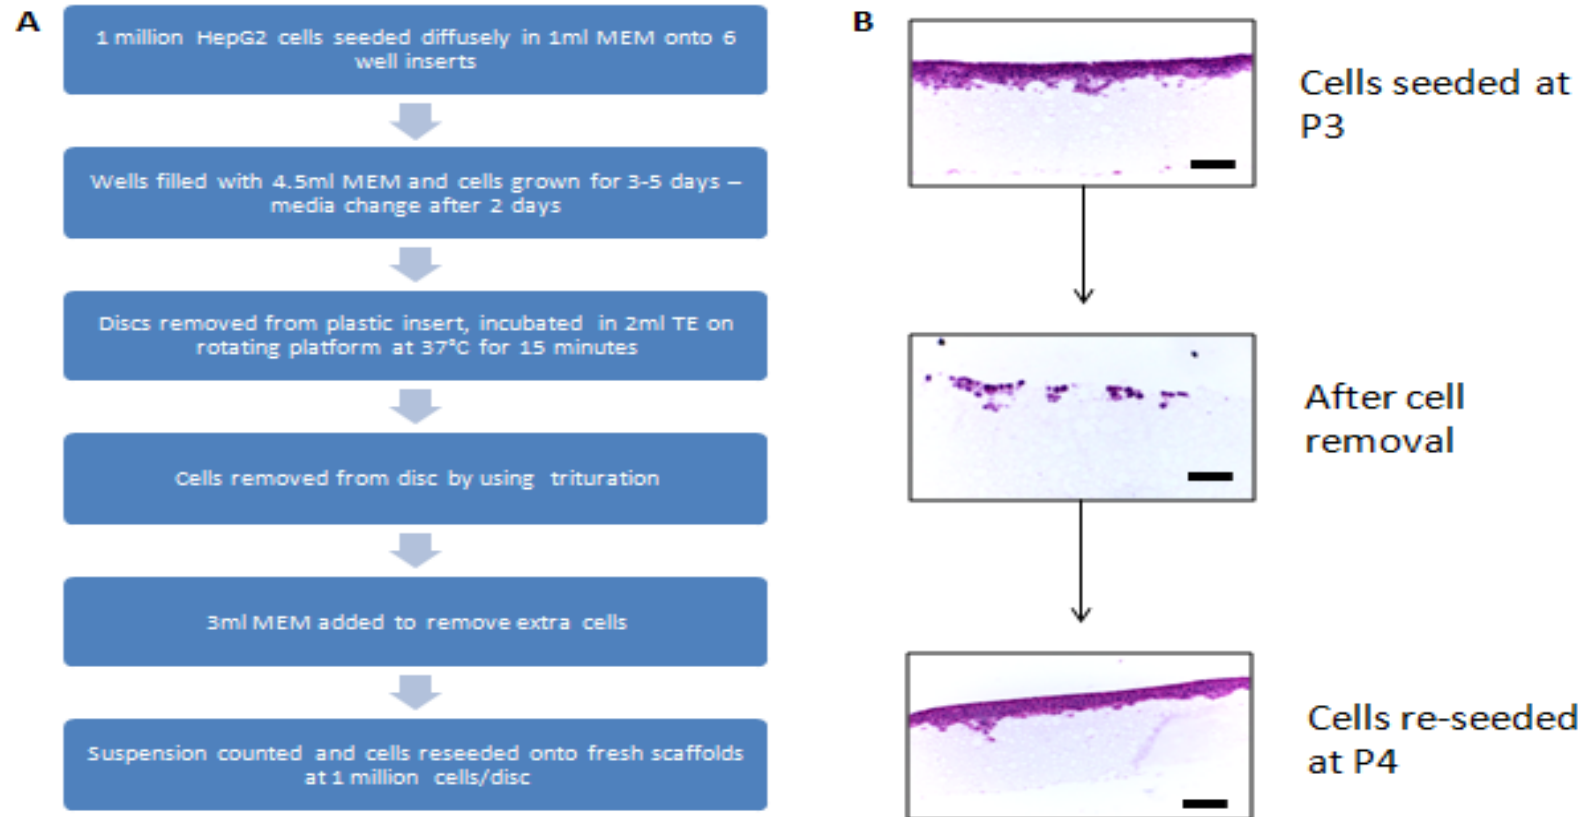 A
1 million HepG2 cells seeded diffusely in 1ml MEM onto 6
well inserts
Wells filled with 4.5ml MEM and cells grown for 3-5 days –
media change after 2 days
Discs removed from plastic insert, incubated in 2ml TE on
rotating platform at 37°C for 15 minutes
Cells removed from disc by using trituration
3ml MEM added to remove extra cells
Suspension counted and cells reseeded onto fresh scaffolds
at 1 million cells/disc
B
Cells seeded at
P3
After cell
removal
Cells re-seeded
at P4